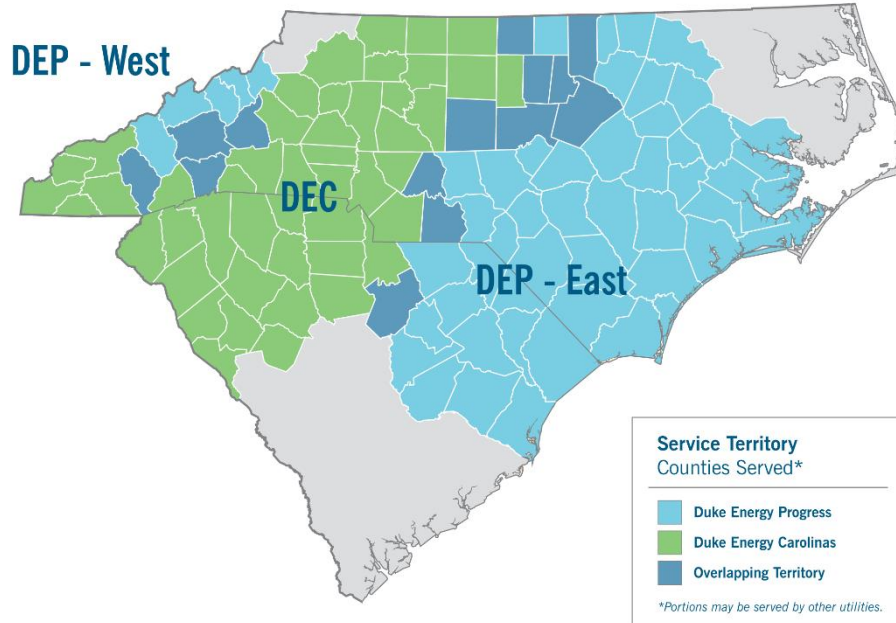 DEP - West
DEC
DEP - East
Service Territory
Counties Served*
Duke Energy Progress
Duke Energy Carolinas
Overlapping Territory
*Portions may be served by other utilities.